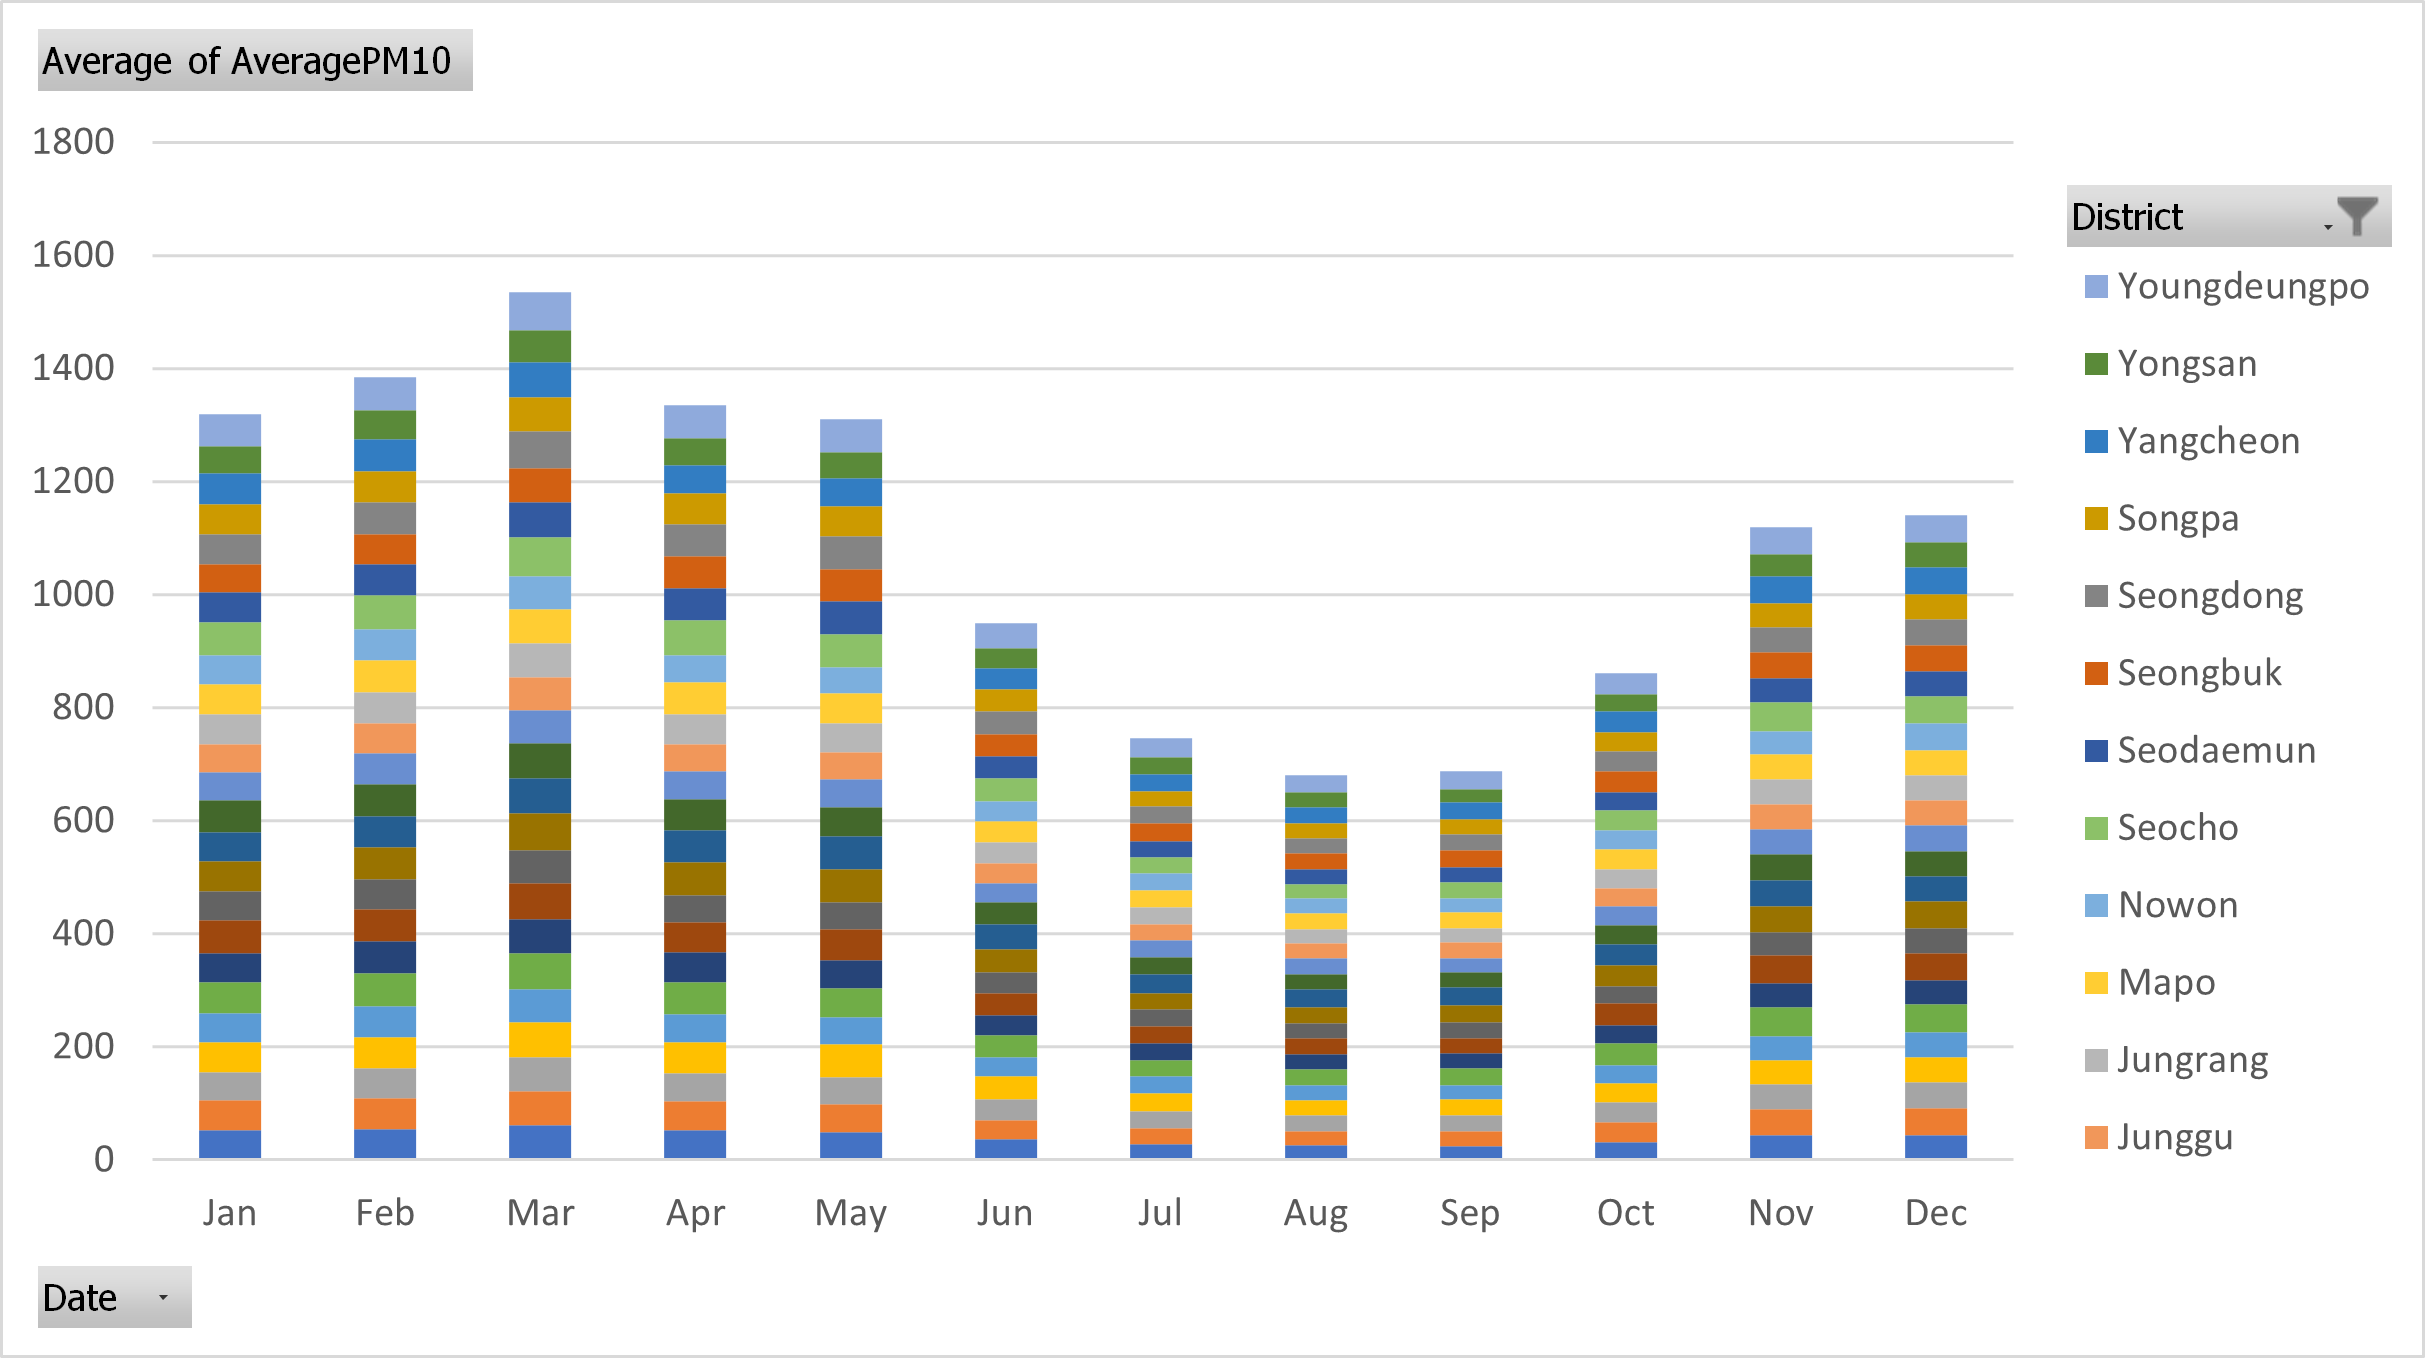 Average of AveragePM10
1800
1600
1400
1200
1000
800
600
400
200
0
Jan Feb Mar Apr May Jun Jul Aug Sep Oct Nov Dec
Date
District
Youngdeungpo
Yongsan
Yangcheon
Songpa
Seongdong
Seongbuk
Seodaemun
Seocho
Nowon
Mapo
Jungrang
Junggu